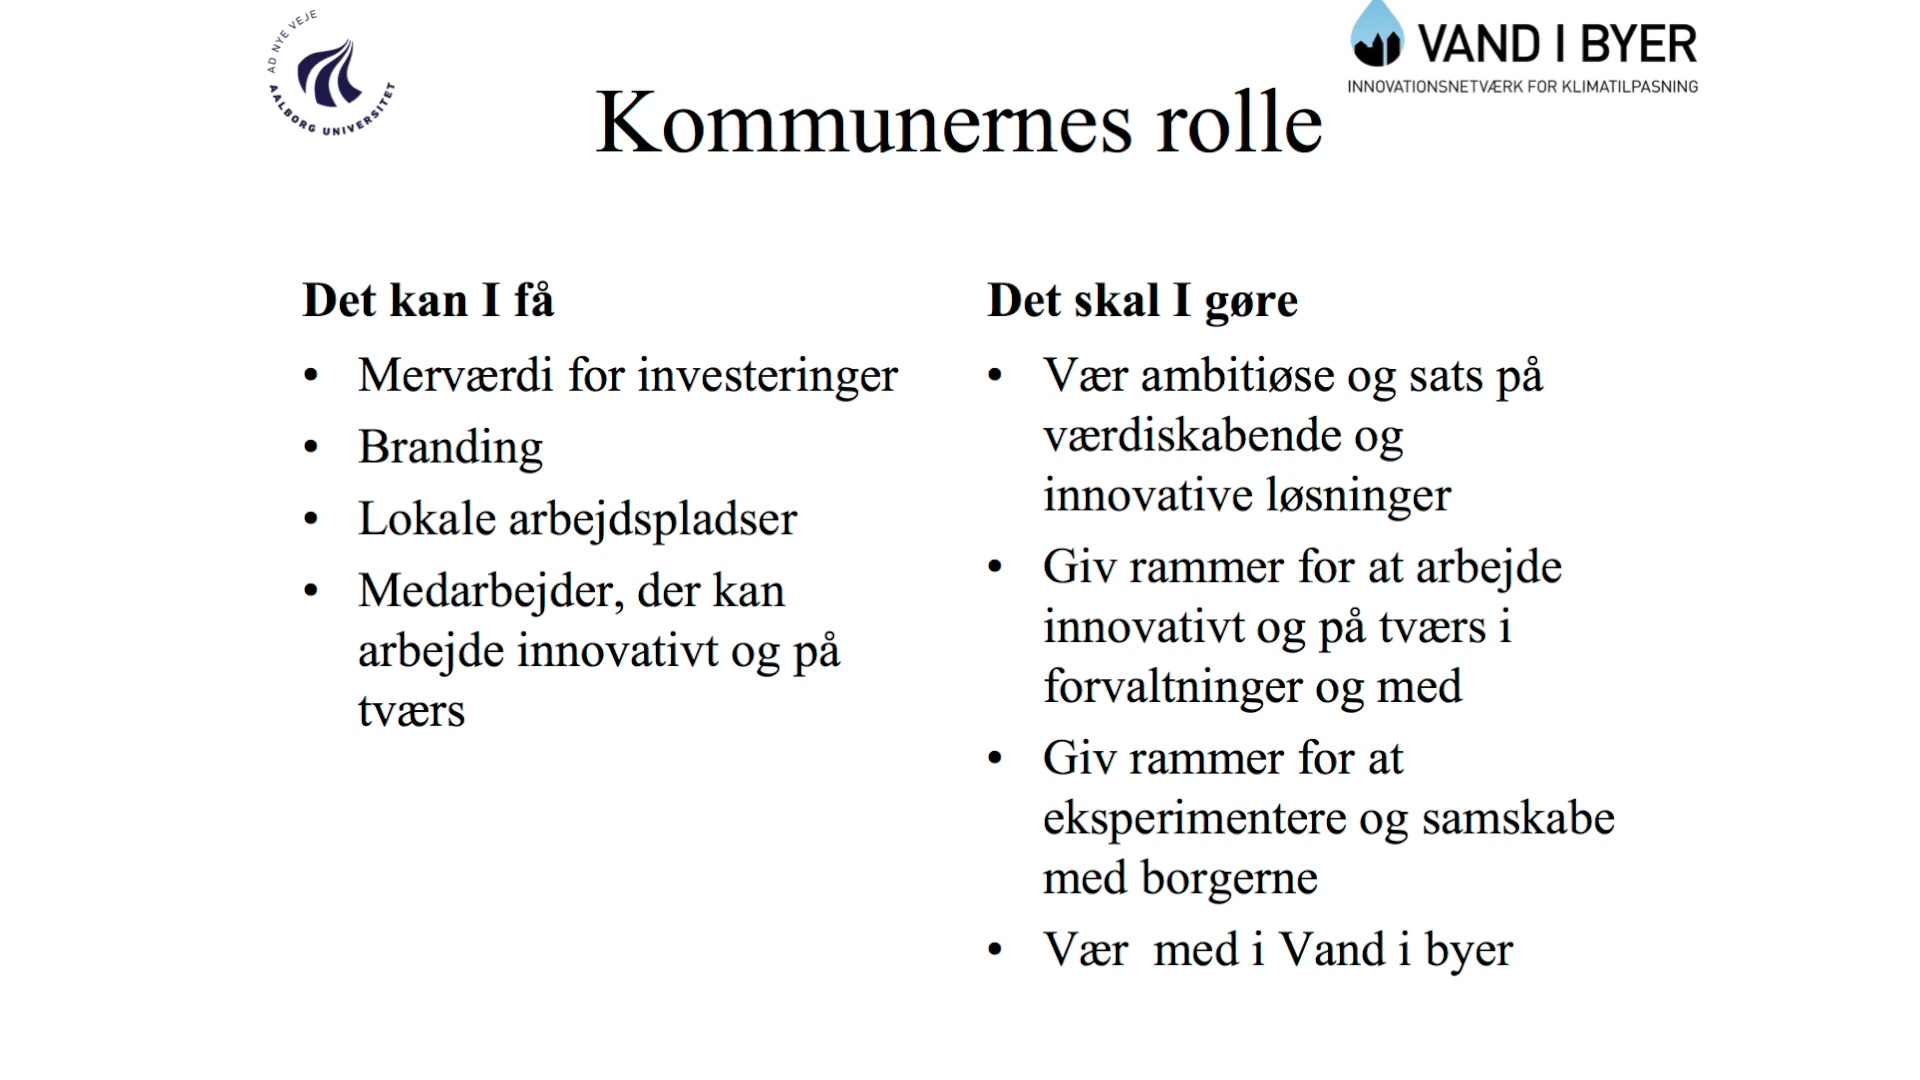 AD NYE VEJE
AALBORG UNIVERSITET
VAND I BYER
INNOVATIONSNETVÆRK FOR KLIMATILPASNING
Kommunernes rolle
Det kan I få
• Merværdi for investeringer
• Branding
• Lokale arbejdspladser
• Medarbejder, der kan
arbejde innovativt og på
tværs
Det skal I gøre
• Vær ambitiøse og sats på
værdiskabende og
innovative løsninger
• Giv rammer for at arbejde
innovativt og på tværs i
forvaltninger og med
• Giv rammer for at
eksperimentere og samskabe
med borgerne
• Vær  med i Vand i byer